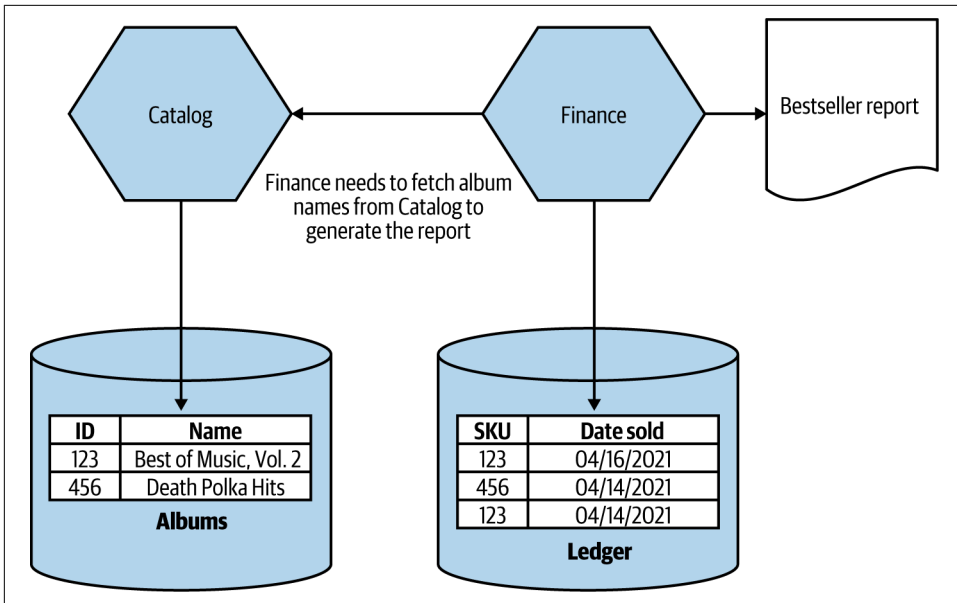 Catalog
Finance
Bestseller report
Finance needs to fetch album
names from Catalog to
generate the report
ID Name
123 Best of Music, Vol. 2
456 Death Polka Hits
Albums
SKU Date sold
123 04/16/2021
456 04/14/2021
123 04/14/2021
Ledger